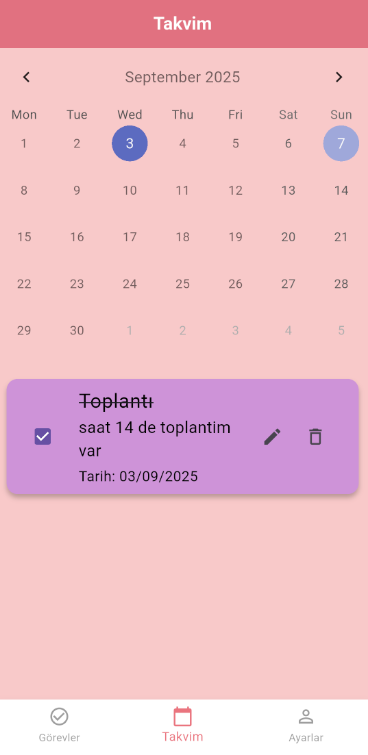 Takvim
September 2025
Mon Tue Wed Thu Fri Sat Sun
1 2 3 4 5 6 7
8 9 10 11 12 13 14
15 16 17 18 19 20 21
22 23 24 25 26 27 28
29 30 1 2 3 4 5
Toplantı
saat 14 de toplantim
var
Tarih: 03/09/2025
Görevler Takvim Ayarlar